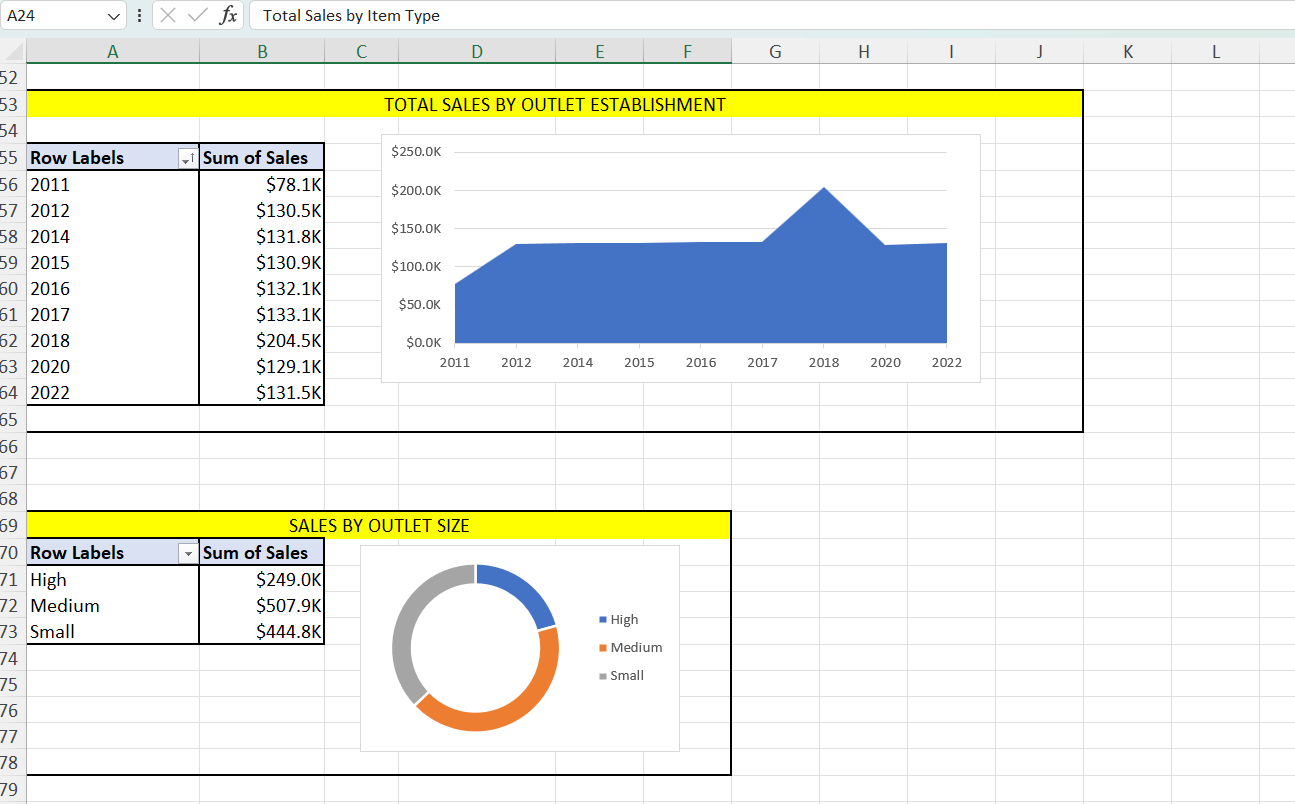 A24 fx Total Sales by Item Type
A B C D E F G H I J K L
52
53 TOTAL SALES BY OUTLET ESTABLISHMENT
54
55 Row Labels Sum of Sales
56 2011 $78.1K
57 2012 $130.5K
58 2014 $131.8K
59 2015 $130.9K
60 2016 $132.1K
61 2017 $133.1K
62 2018 $204.5K
63 2020 $129.1K
64 2022 $131.5K
65
$250.0K
$200.0K
$150.0K
$100.0K
$50.0K
$0.0K
2011 2012 2014 2015 2016 2017 2018 2020 2022
66
67
68
69 SALES BY OUTLET SIZE
70 Row Labels Sum of Sales
71 High $249.0K
72 Medium $507.9K
73 Small $444.8K
High
Medium
Small
74
75
76
77
78
79